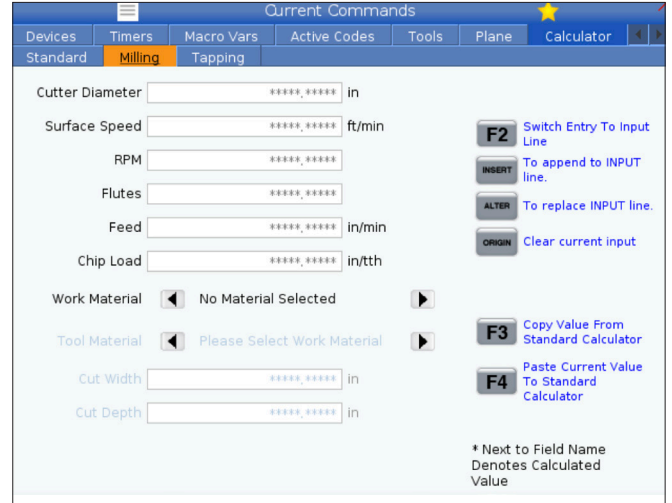 Current Commands
Devices Timers Macro Vars Active Codes Tools Plane Calculator
Standard Milling Tapping
Cutter Diameter *****.***** in
Surface Speed *****.***** ft/min
RPM *****.*****
Flutes *****.*****
Feed *****.***** in/min
Chip Load *****.***** in/tth
Work Material No Material Selected
Tool Material Please Select Work Material
Cut Width *****.***** in
Cut Depth *****.***** in
F2 Switch Entry To Input
Line
INSERT To append to INPUT
line.
ALTER To replace INPUT line.
ORIGIN Clear current input
F3 Copy Value From
Standard Calculator
F4 Paste Current Value
To Standard
Calculator
* Next to Field Name
Denotes Calculated
Value